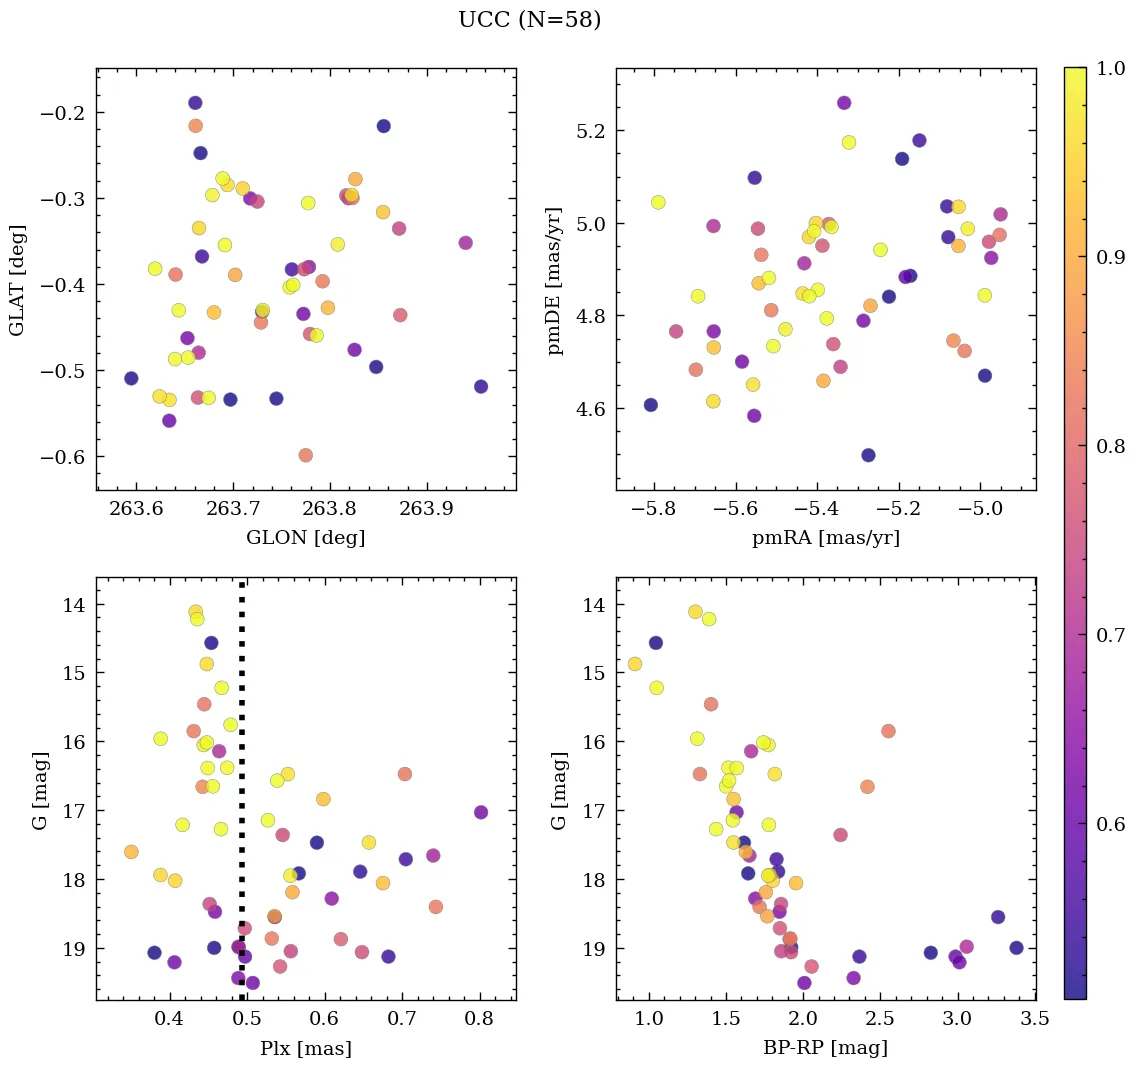 UCC (N=58)
−0.2
−0.3
−0.4
−0.5
−0.6
GLAT [deg]
263.6 263.7 263.8 263.9
GLON [deg]
5.2
5.0
4.8
4.6
pmDE [mas/yr]
−5.8 −5.6 −5.4 −5.2 −5.0
pmRA [mas/yr]
14
15
16
17
18
19
G [mag]
0.4 0.5 0.6 0.7 0.8
Plx [mas]
14
15
16
17
18
19
G [mag]
1.0 1.5 2.0 2.5 3.0 3.5
BP-RP [mag]
1.0
0.9
0.8
0.7
0.6